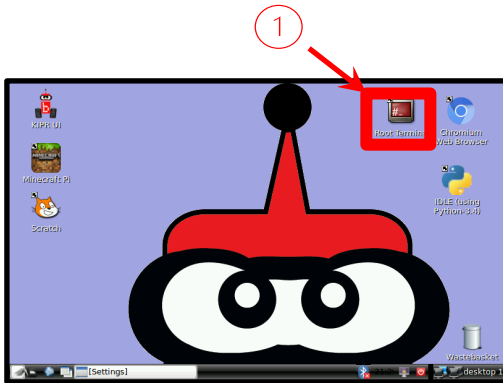 1
KIPR UI
Root Termin
Chromium
Web Browser
Minecraft Pi
IDLE (using
Python-3.4)
Scratch
Wastebasket
[Settings]
desktop 1